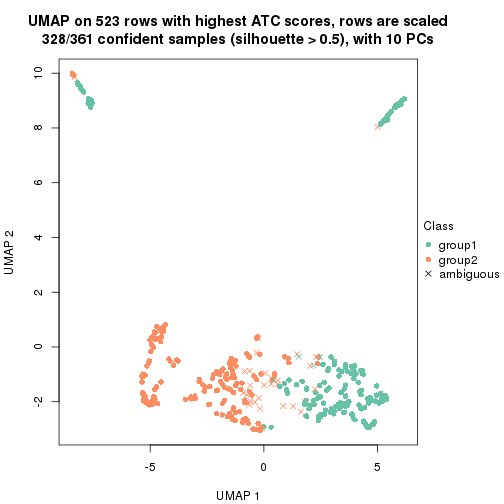 UMAP on 523 rows with highest ATC scores, rows are scaled
328/361 confident samples (silhouette > 0.5), with 10 PCs
10
8
6
4
2
0
-2
UMAP 2
-5
0
5
UMAP 1
Class
group1
group2
ambiguous